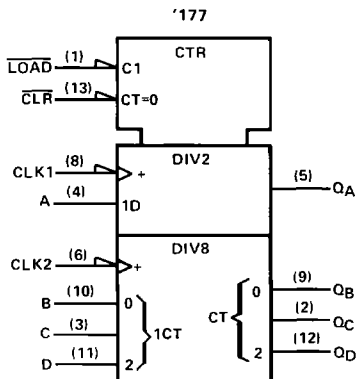 '177
CTR
LOAD (1) C1
CLR (13) CT=0
DIV2
CLK1 (8) +
(5) QA
A (4) 1D
DIV8
CLK2 (6) +
B (10) 0
0 (9) QB
C (3) 1CT
CT (2) QC
D (11) 2
2 (12) QD